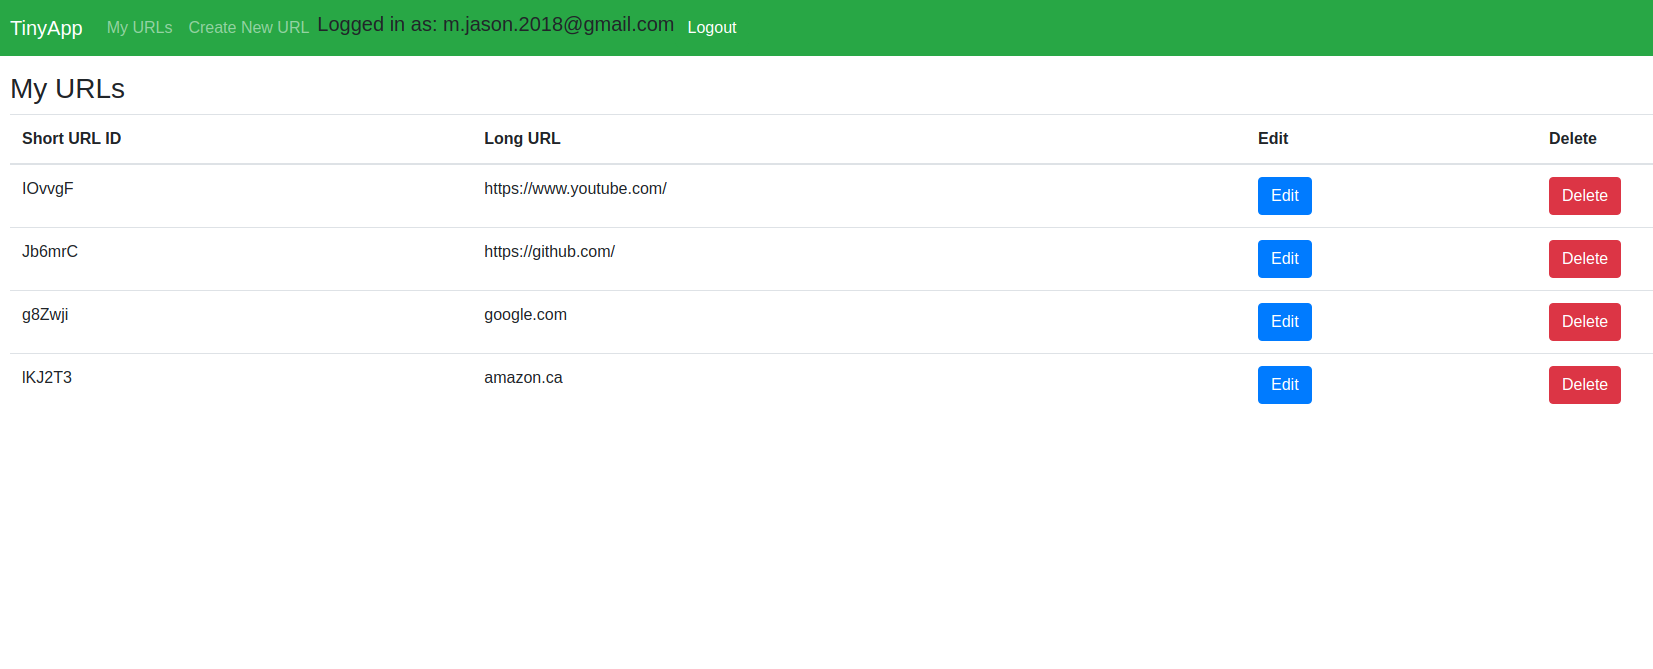 TinyApp My URLs Create New URL Logged in as: m.jason.2018@gmail.com Logout
My URLs
Short URL ID Long URL Edit Delete
IOvvgF https://www.youtube.com/ Edit Delete
Jb6mrC https://github.com/ Edit Delete
g8Zwji google.com Edit Delete
lKJ2T3 amazon.ca Edit Delete